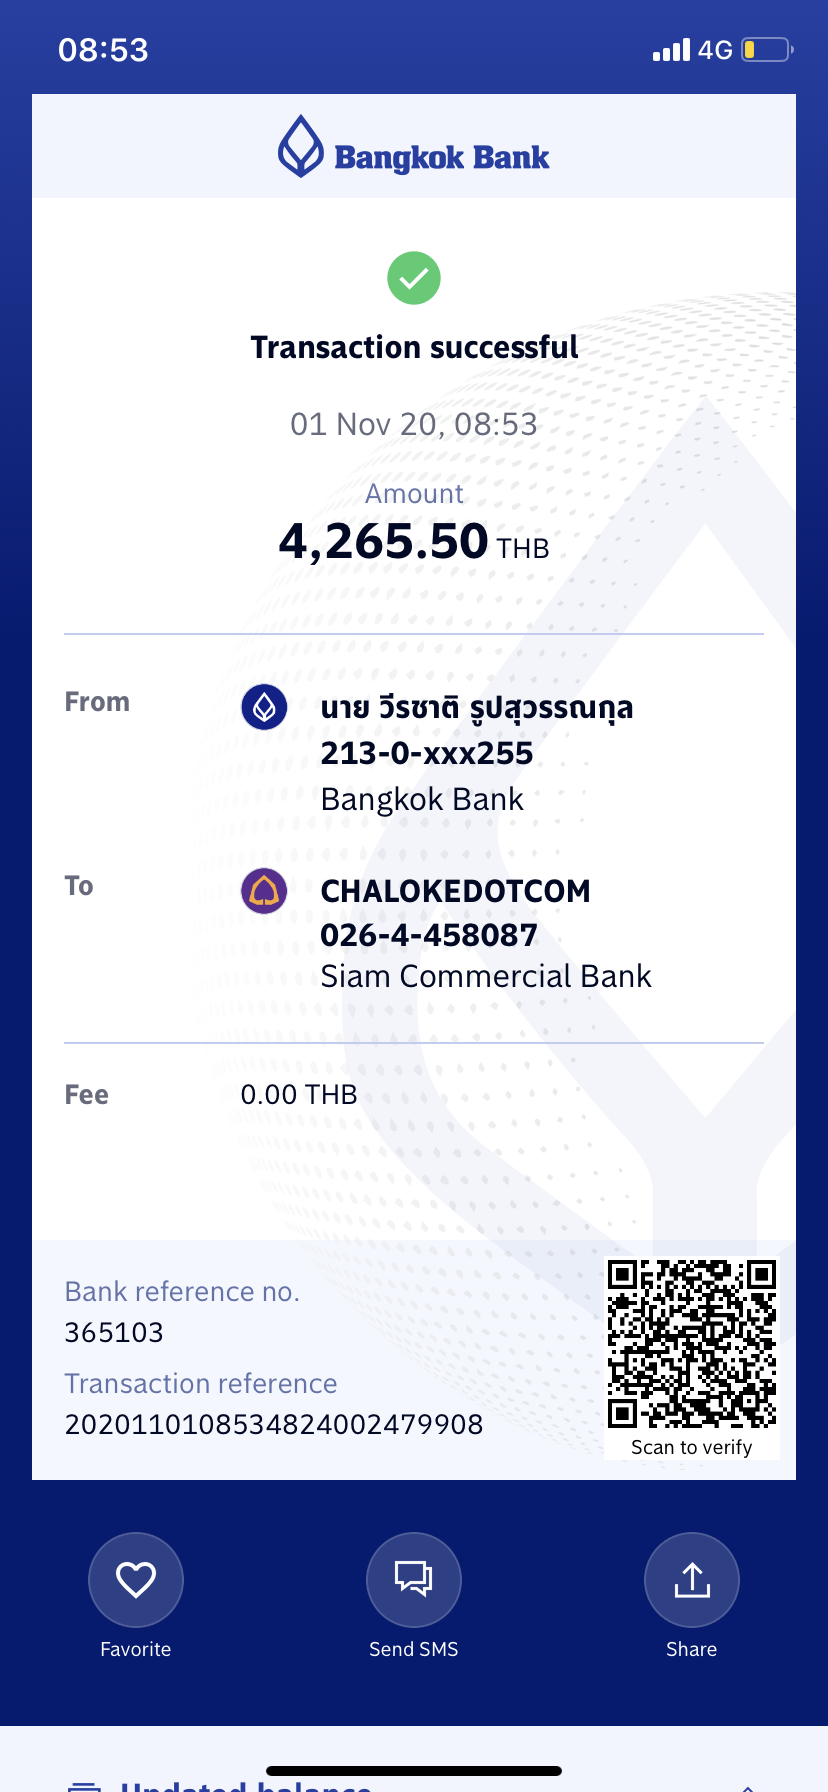 08:53
4G
Bangkok Bank
Transaction successful
01 Nov 20, 08:53
Amount
4,265.50 THB
From
นาย วีรชาติ รูปสุวรรณกุล
213-0-xxx255
Bangkok Bank
To
CHALOKEDOTCOM
026-4-458087
Siam Commercial Bank
Fee
0.00 THB
Bank reference no.
365103
Transaction reference
2020110108534824002479908
Scan to verify
Favorite
Send SMS
Share
Updated balance